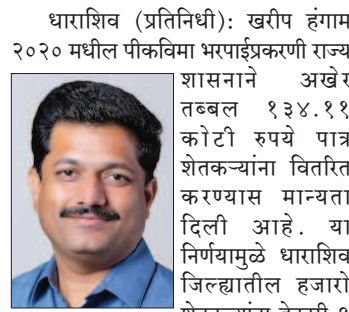 धाराशिव (प्रतिनिधी): खरीप हंगाम
२०२० मधील पीकविमा भरपाईप्रकरणी राज्य
शासनाने अखेर
तब्बल १३४.११
कोटी रुपये पात्र
शेतकऱ्यांना वितरित
करण्यास मान्यता
दिली आहे. या
निर्णयामुळे धाराशिव
जिल्ह्यातील हजारो